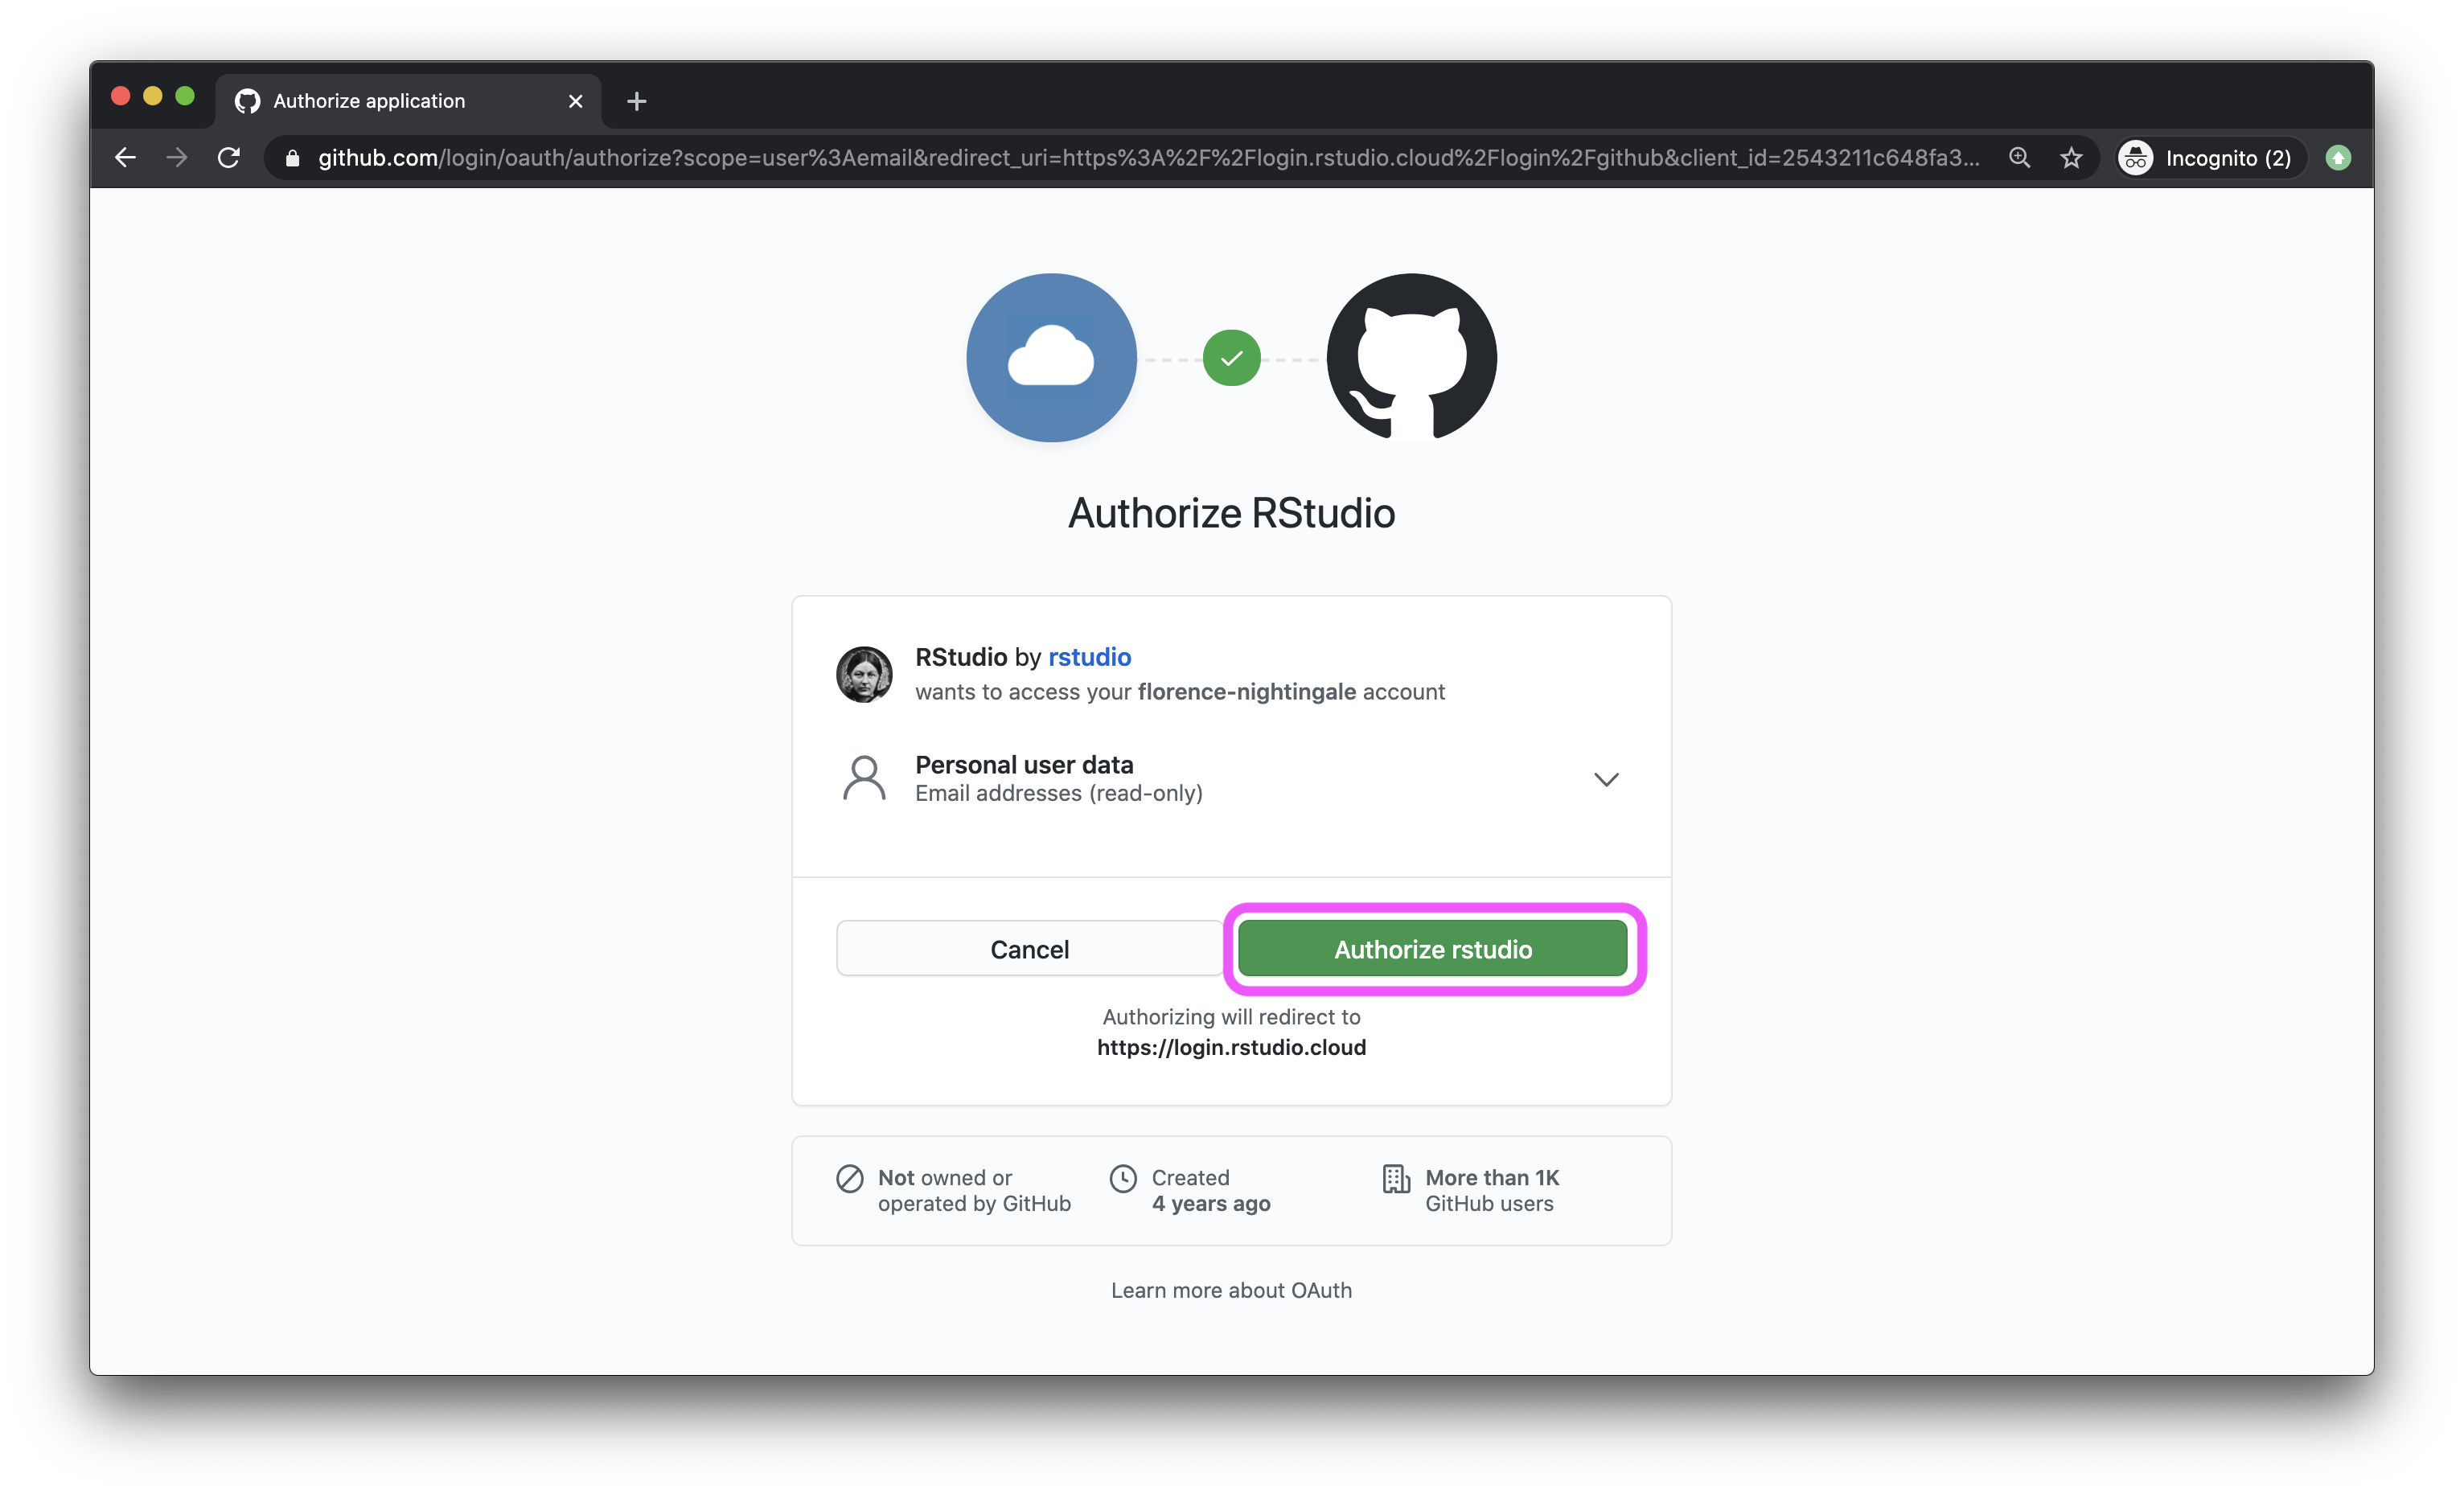 Authorize application
github.com/login/oauth/authorize?scope=user%3Aemail&redirect_uri=https%3A%2F%2Flogin.rstudio.cloud%2Flogin%2Fgithub&client_id=2543211c648fa3...
Incognito (2)
Authorize RStudio
RStudio by rstudio
wants to access your florence-nightingale account
Personal user data
Email addresses (read-only)
Cancel
Authorize rstudio
Authorizing will redirect to
https://login.rstudio.cloud
Not owned or
operated by GitHub
Created
4 years ago
More than 1K
GitHub users
Learn more about OAuth